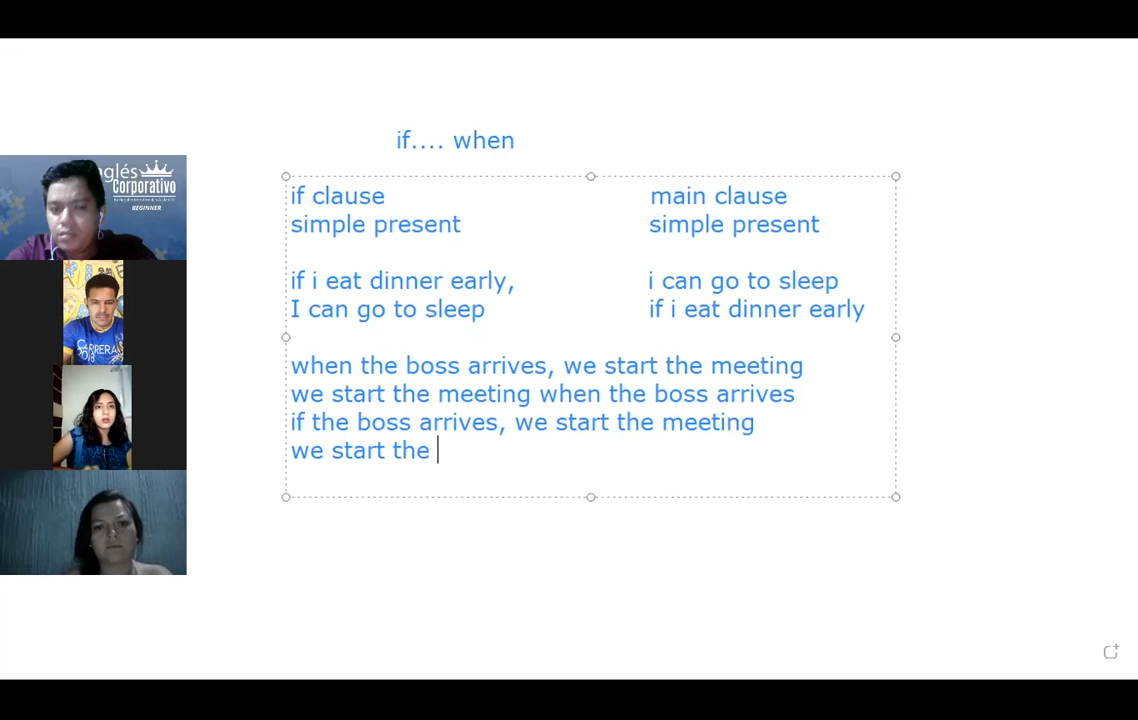 if.... when
if clause main clause
simple present simple present
if i eat dinner early, i can go to sleep
I can go to sleep if i eat dinner early
when the boss arrives, we start the meeting
we start the meeting when the boss arrives
if the boss arrives, we start the meeting
we start the
glés
Corporativo
BEGINNER
CARRERA